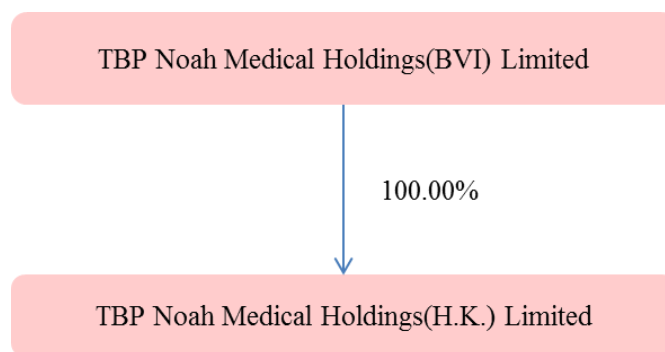 TBP Noah Medical Holdings(BVI) Limited
100.00%
TBP Noah Medical Holdings(H.K.) Limited